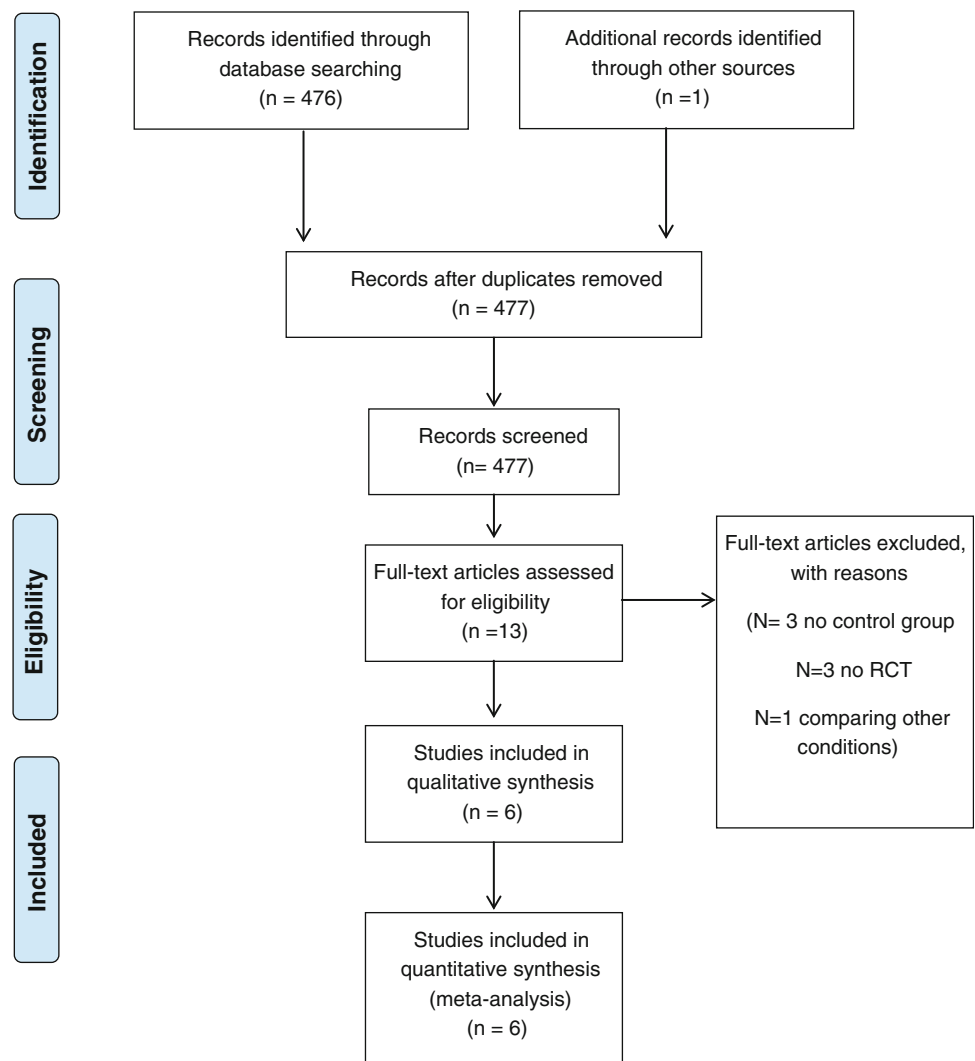 Identification
Records identified through
database searching
(n = 476)
Additional records identified
through other sources
(n =1)
Records after duplicates removed
(n = 477)
Screening
Records screened
(n= 477)
Eligibility
Full-text articles assessed
for eligibility
(n =13)
Full-text articles excluded,
with reasons
(N= 3 no control group
N=3 no RCT
N=1 comparing other
conditions)
Included
Studies included in
qualitative synthesis
(n = 6)
Studies included in
quantitative synthesis
(meta-analysis)
(n = 6)